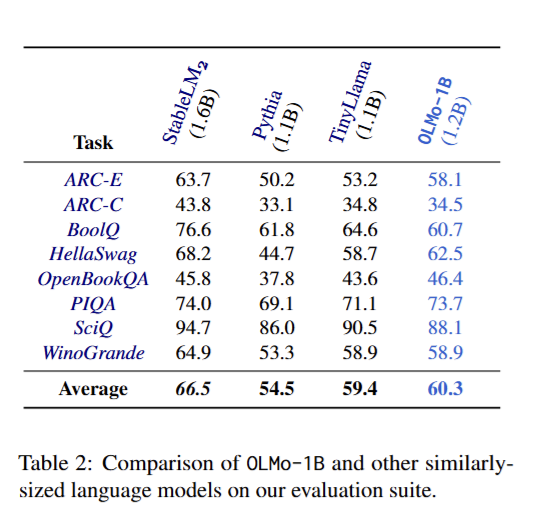 Task StableLM₂ (1.6B) Pythia (1.1B) TinyLlama (1.1B) OLMo-1B (1.2B)
ARC-E 63.7 50.2 53.2 58.1
ARC-C 43.8 33.1 34.8 34.5
BoolQ 76.6 61.8 64.6 60.7
HellaSwag 68.2 44.7 58.7 62.5
OpenBookQA 45.8 37.8 43.6 46.4
PIQA 74.0 69.1 71.1 73.7
SciQ 94.7 86.0 90.5 88.1
WinoGrande 64.9 53.3 58.9 58.9
Average 66.5 54.5 59.4 60.3
Table 2: Comparison of OLMo-1B and other similarly-
sized language models on our evaluation suite.